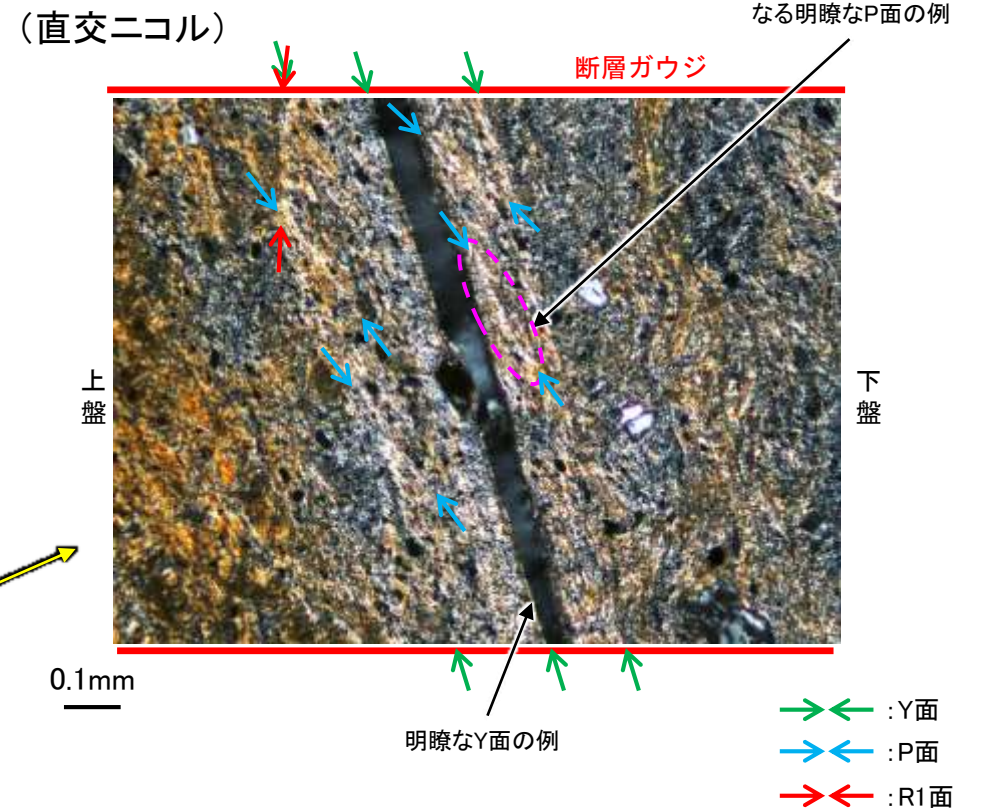 （直交ニコル）
なる明瞭なP面の例
断層ガウジ
上
盤
下
盤
0.1mm
明瞭なY面の例
：Y面
：P面
：R1面